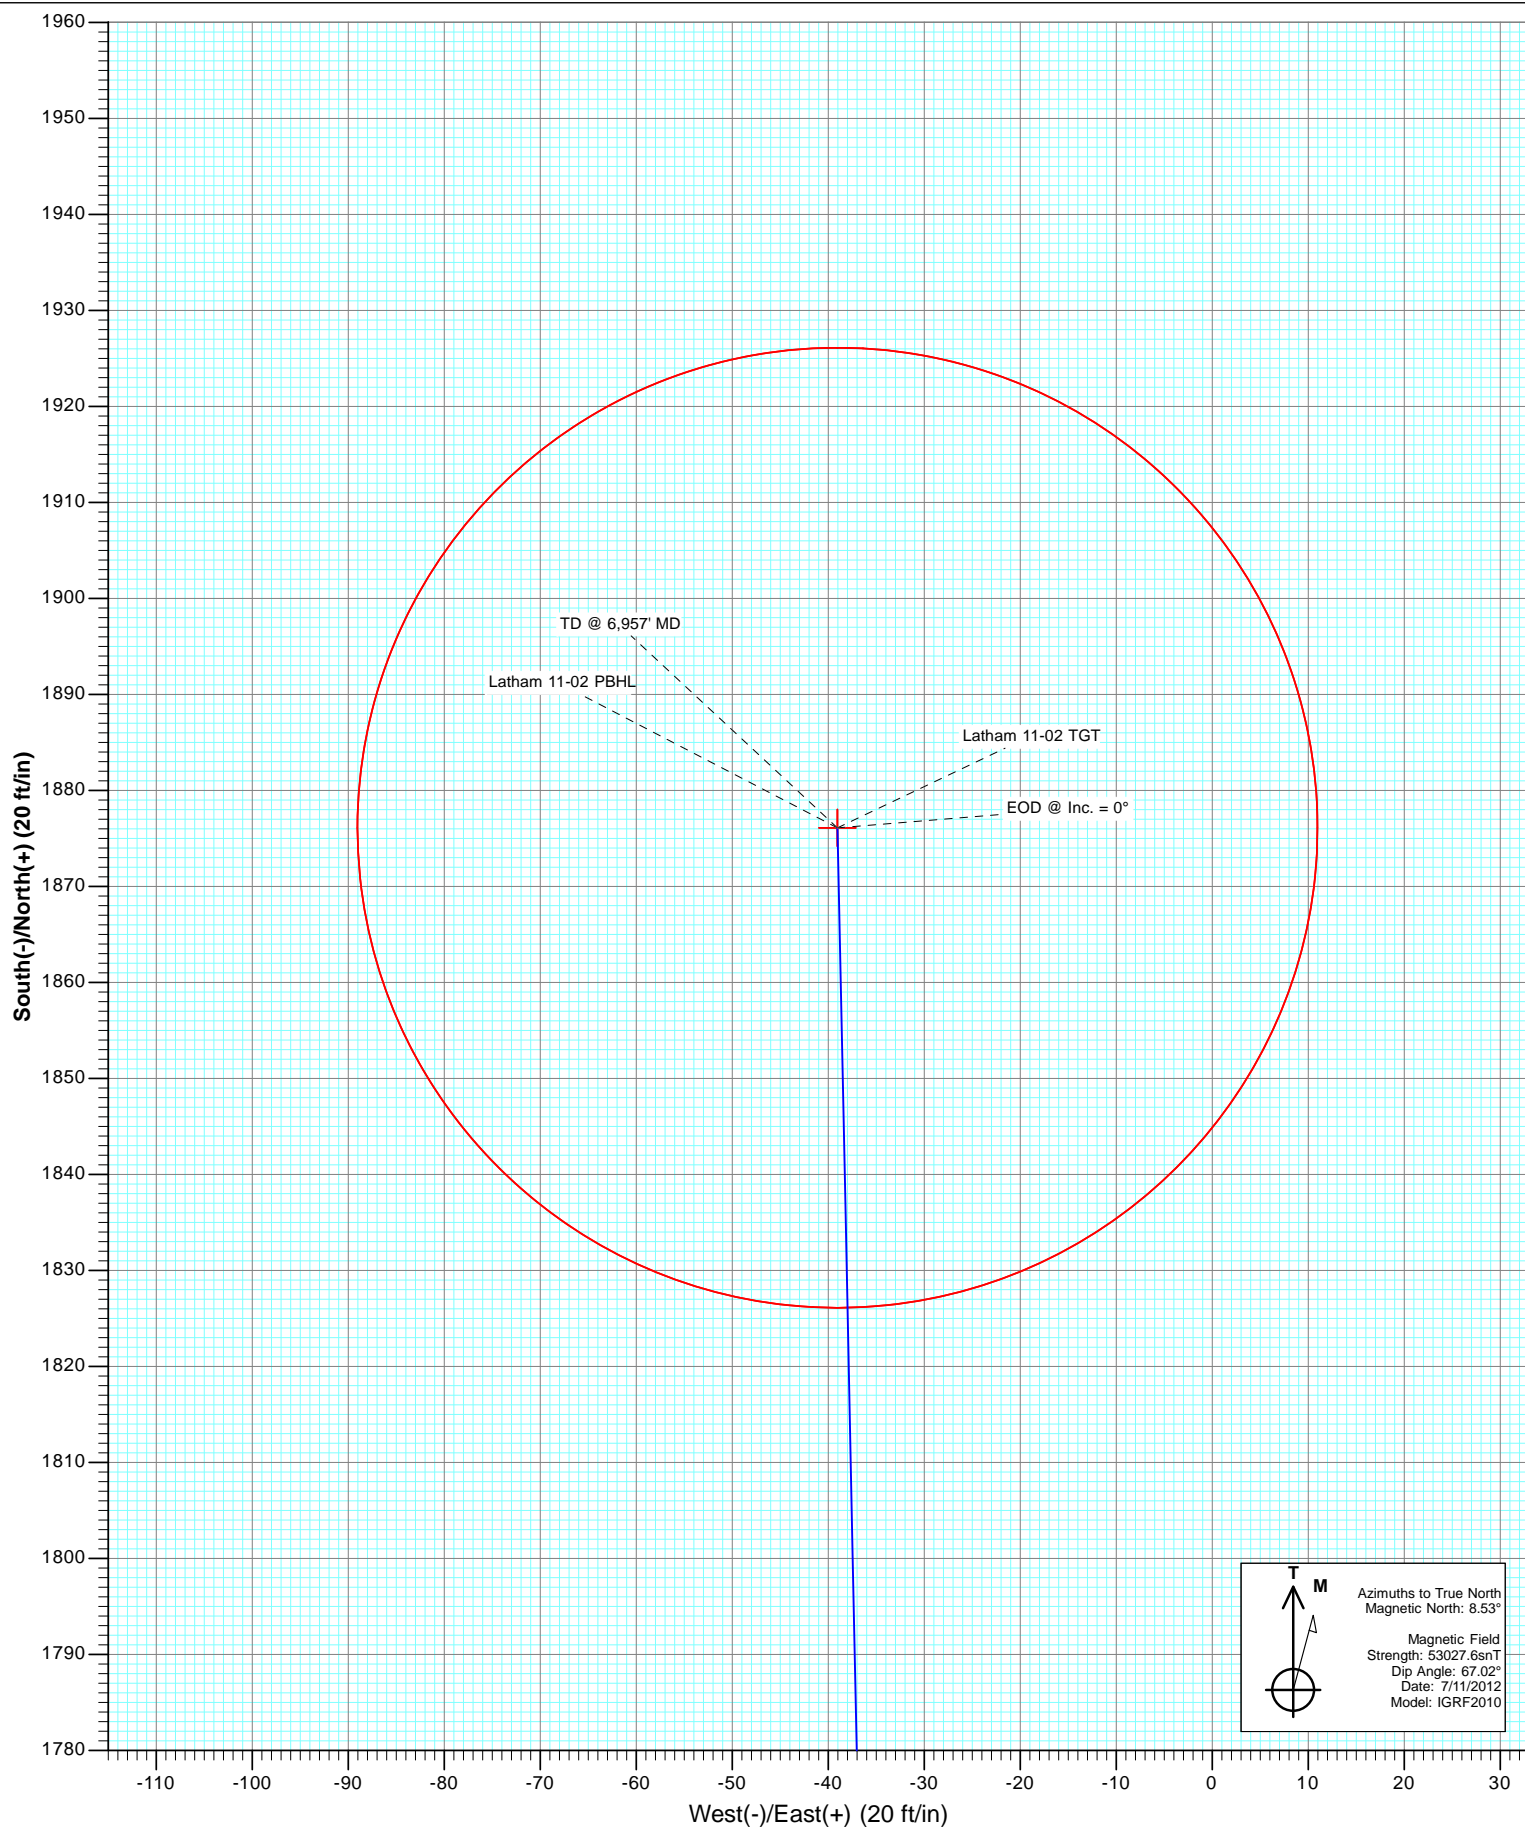 1960
1950
1940
1930
1920
1910
1900
1890
1880
1870
1860
1850
1840
1830
1820
1810
1800
1790
1780
South(-)/North(+) (20 ft/in)
TD @ 6,957' MD
Latham 11-02 PBHL
Latham 11-02 TGT
EOD @ Inc. = 0°
T
M
Azimuths to True North
Magnetic North: 8.53°
Magnetic Field
Strength: 53027.6snT
Dip Angle: 67.02°
Date: 7/11/2012
Model: IGRF2010
-110 -100 -90 -80 -70 -60 -50 -40 -30 -20 -10 0 10 20 30
West(-)/East(+) (20 ft/in)